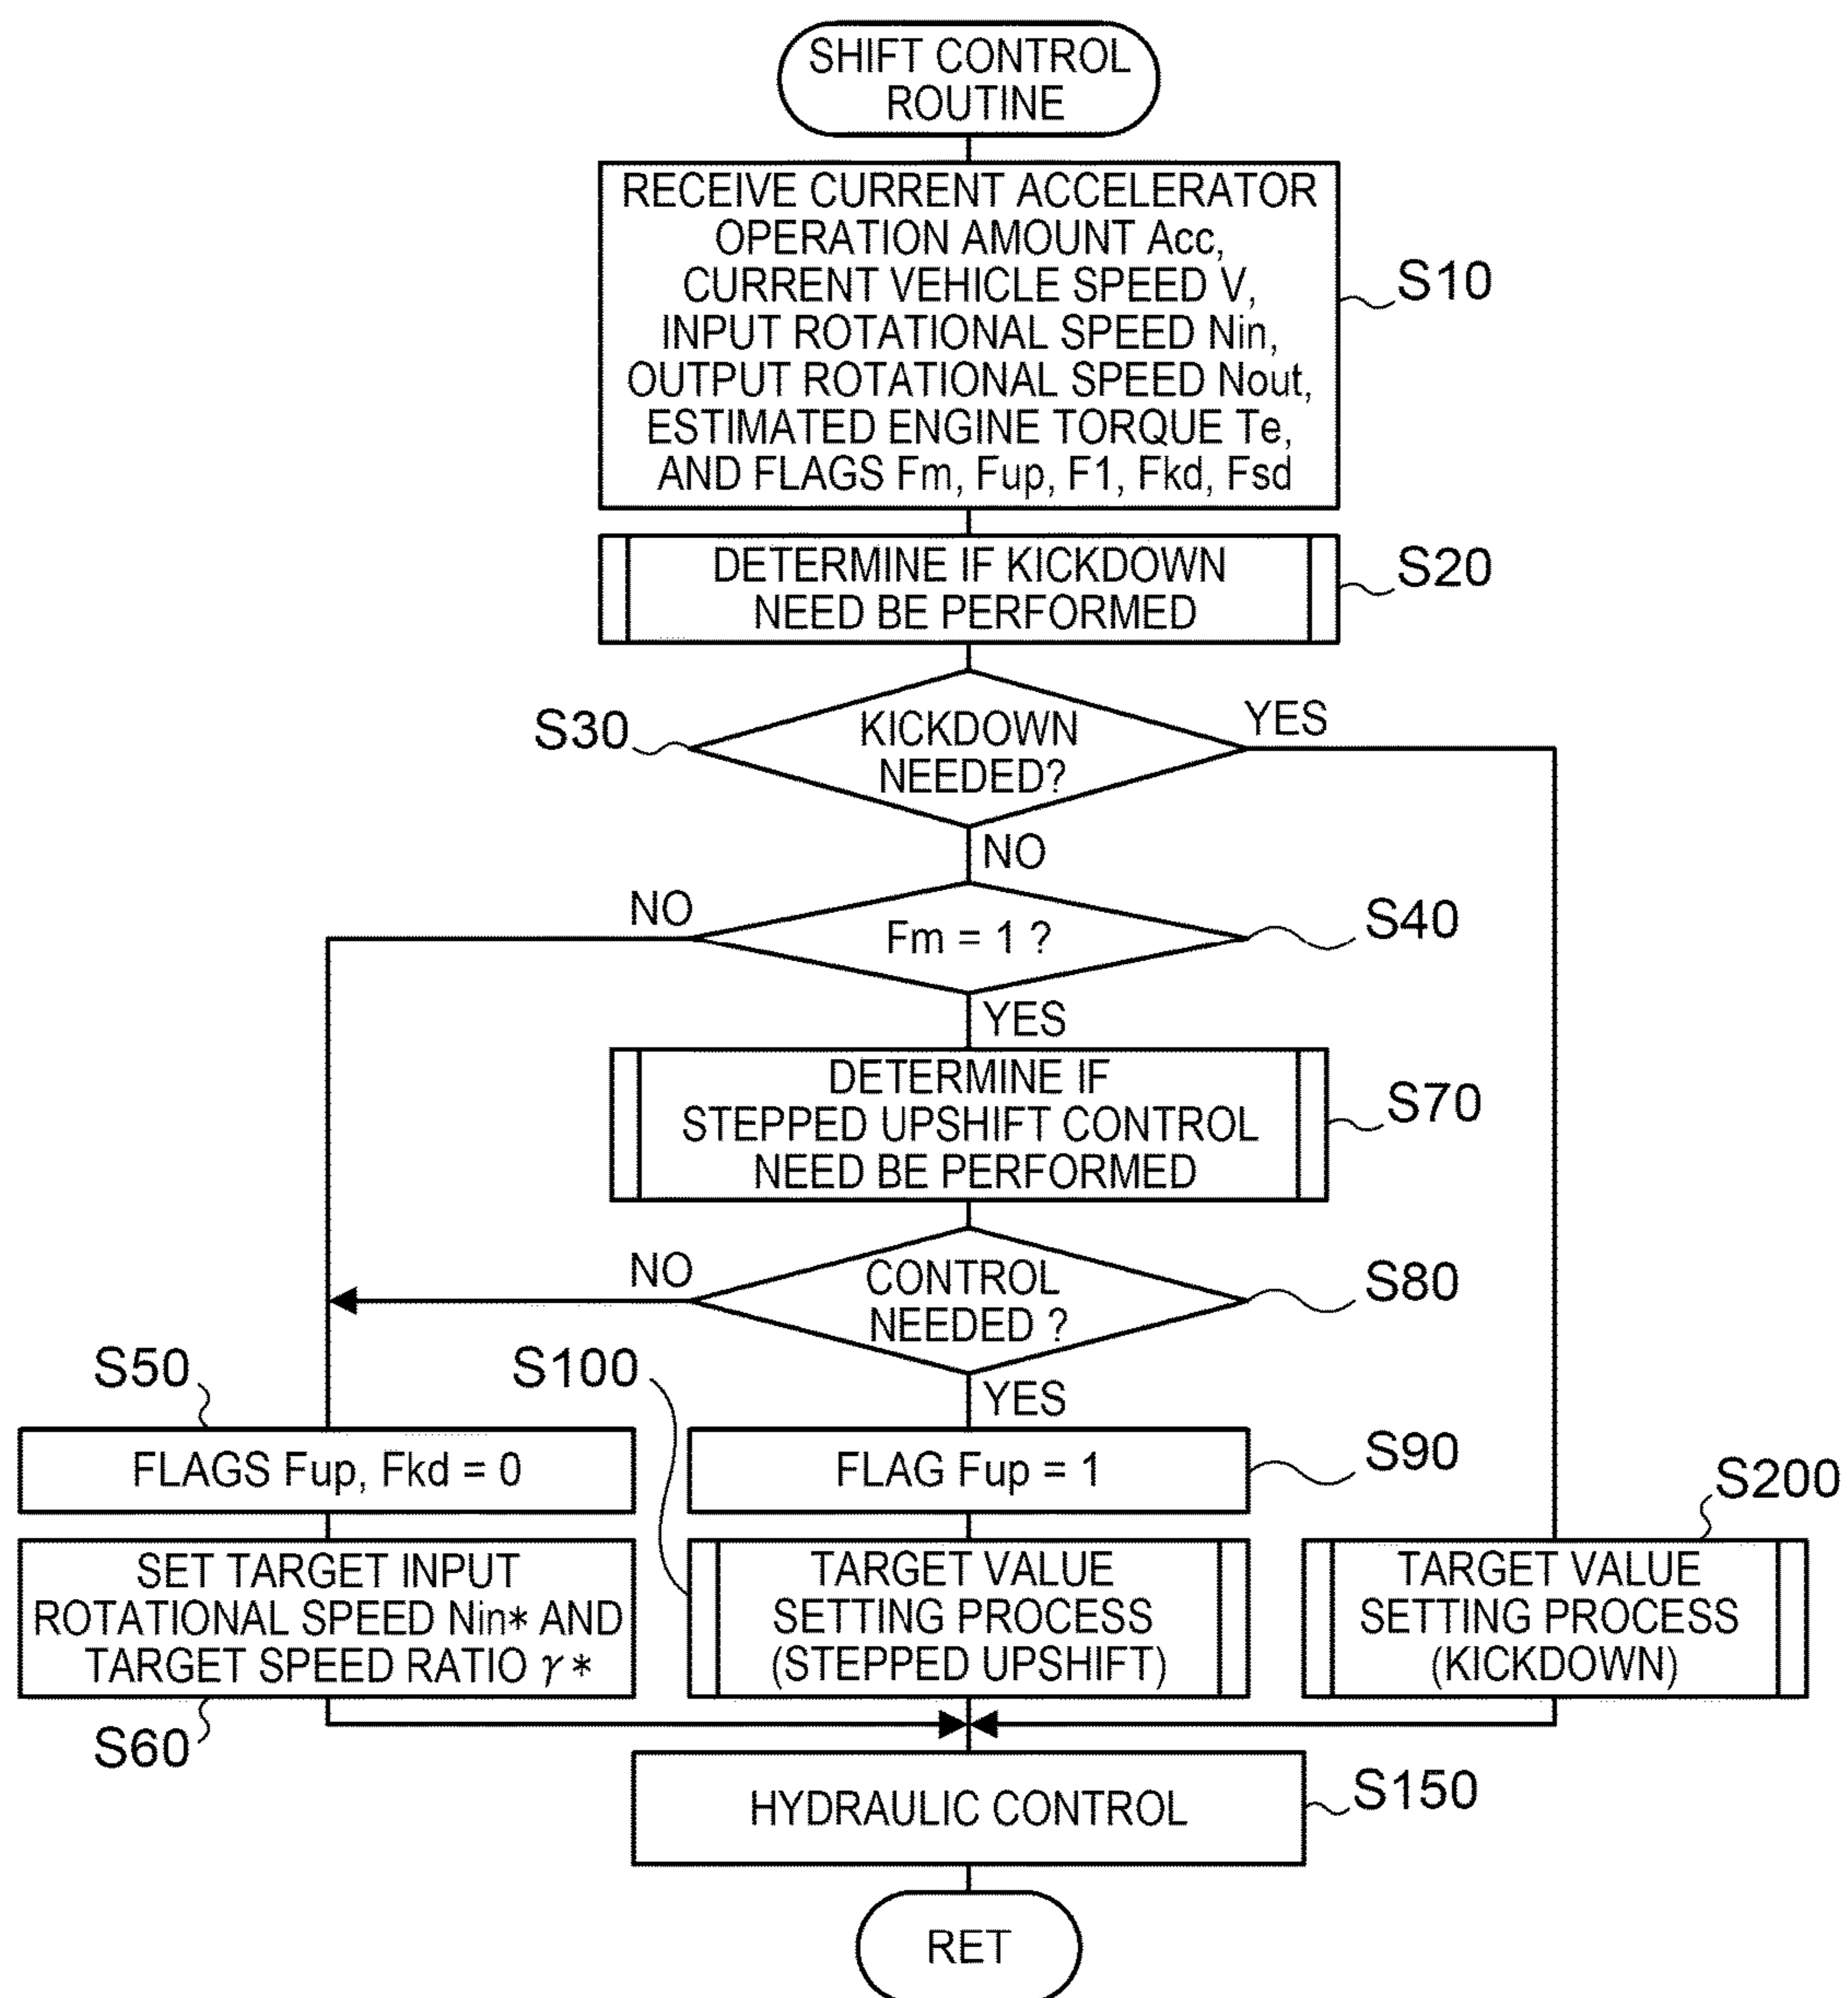 SHIFT CONTROL
ROUTINE
RECEIVE CURRENT ACCELERATOR
OPERATION AMOUNT Acc,
CURRENT VEHICLE SPEED V,
INPUT ROTATIONAL SPEED Nin,
OUTPUT ROTATIONAL SPEED Nout,
ESTIMATED ENGINE TORQUE Te,
AND FLAGS Fm, Fup, F1, Fkd, Fsd
S10
DETERMINE IF KICKDOWN
NEED BE PERFORMED
S20
S30
KICKDOWN
NEEDED?
YES
NO
NO
Fm = 1 ?
S40
YES
DETERMINE IF
STEPPED UPSHIFT CONTROL
NEED BE PERFORMED
S70
NO
CONTROL
NEEDED ?
S80
YES
S50
FLAGS Fup, Fkd = 0
S100
FLAG Fup = 1
S90
S200
SET TARGET INPUT
ROTATIONAL SPEED Nin* AND
TARGET SPEED RATIO γ *
S60
TARGET VALUE
SETTING PROCESS
(STEPPED UPSHIFT)
TARGET VALUE
SETTING PROCESS
(KICKDOWN)
HYDRAULIC CONTROL
S150
RET